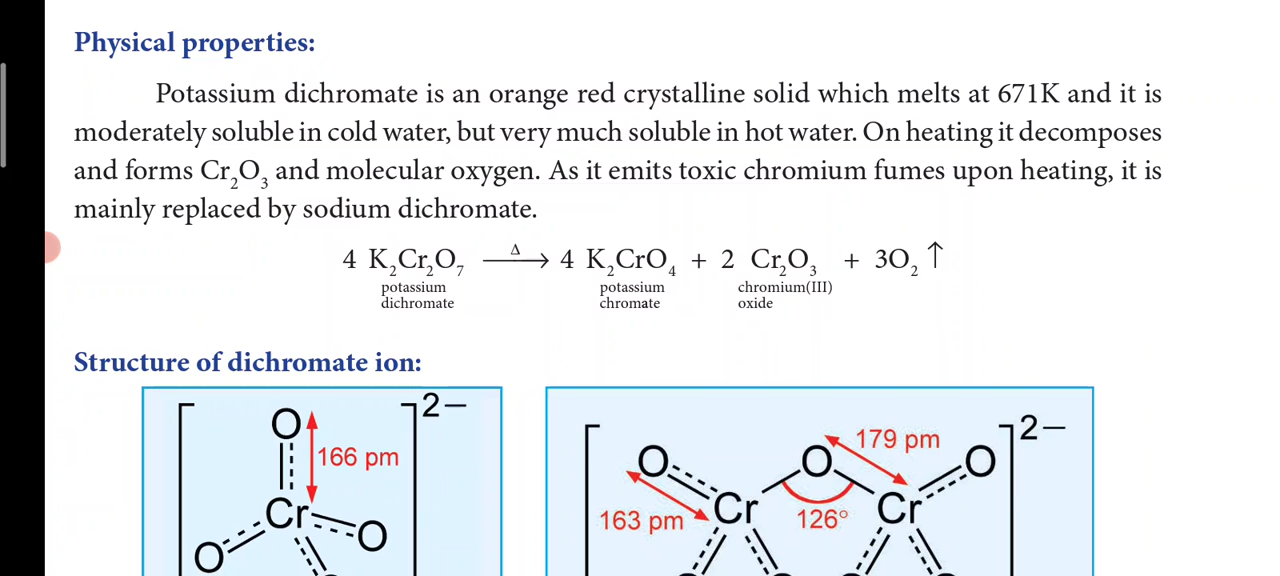 Physical properties:
Potassium dichromate is an orange red crystalline solid which melts at 671K and it is
moderately soluble in cold water, but very much soluble in hot water. On heating it decomposes
and forms Cr₂O₃ and molecular oxygen. As it emits toxic chromium fumes upon heating, it is
mainly replaced by sodium dichromate.
4 K₂Cr₂O₇ —Δ→ 4 K₂CrO₄ + 2 Cr₂O₃ + 3O₂ ↑
potassium potassium chromium(III)
dichromate chromate oxide
Structure of dichromate ion:
2−
O
166 pm
Cr
O
O
2−
179 pm
O O O
163 pm Cr 126° Cr